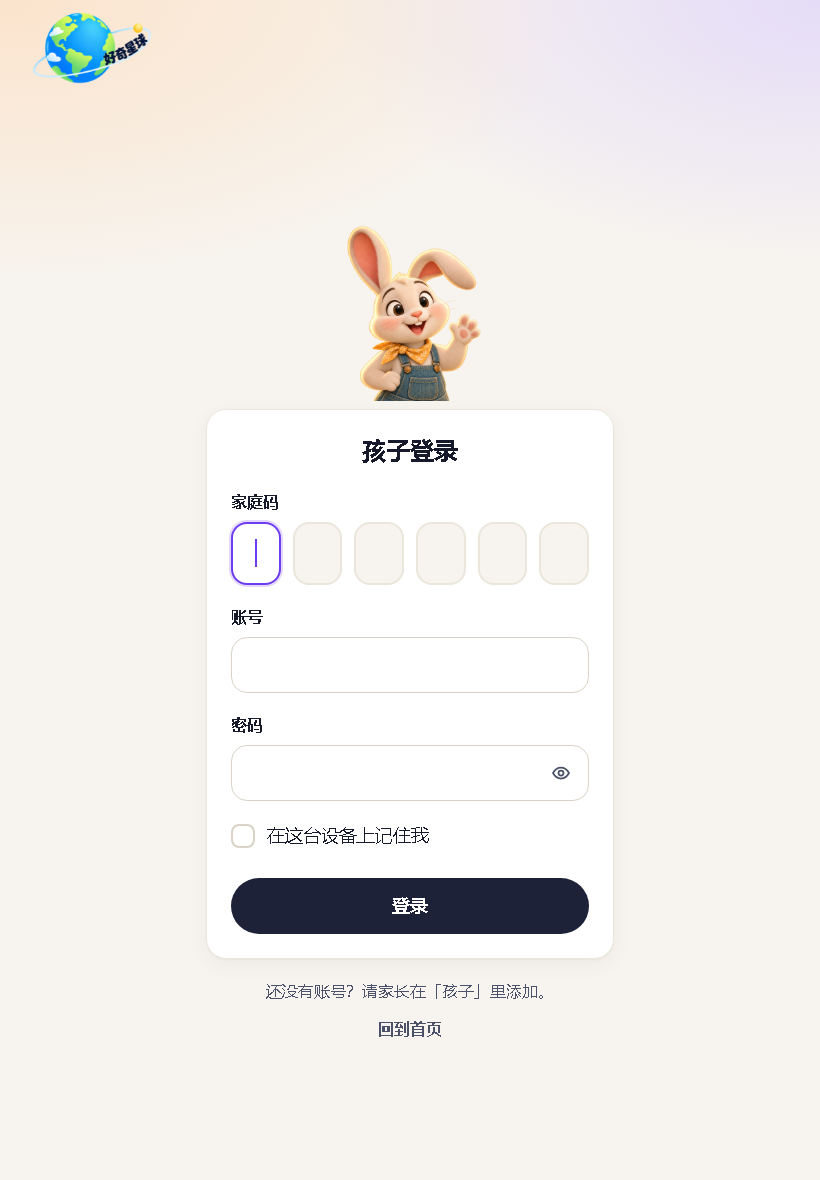 好奇星球
孩子登录
家庭码
账号
密码
在这台设备上记住我
登录
还没有账号？请家长在「孩子」里添加。
回到首页